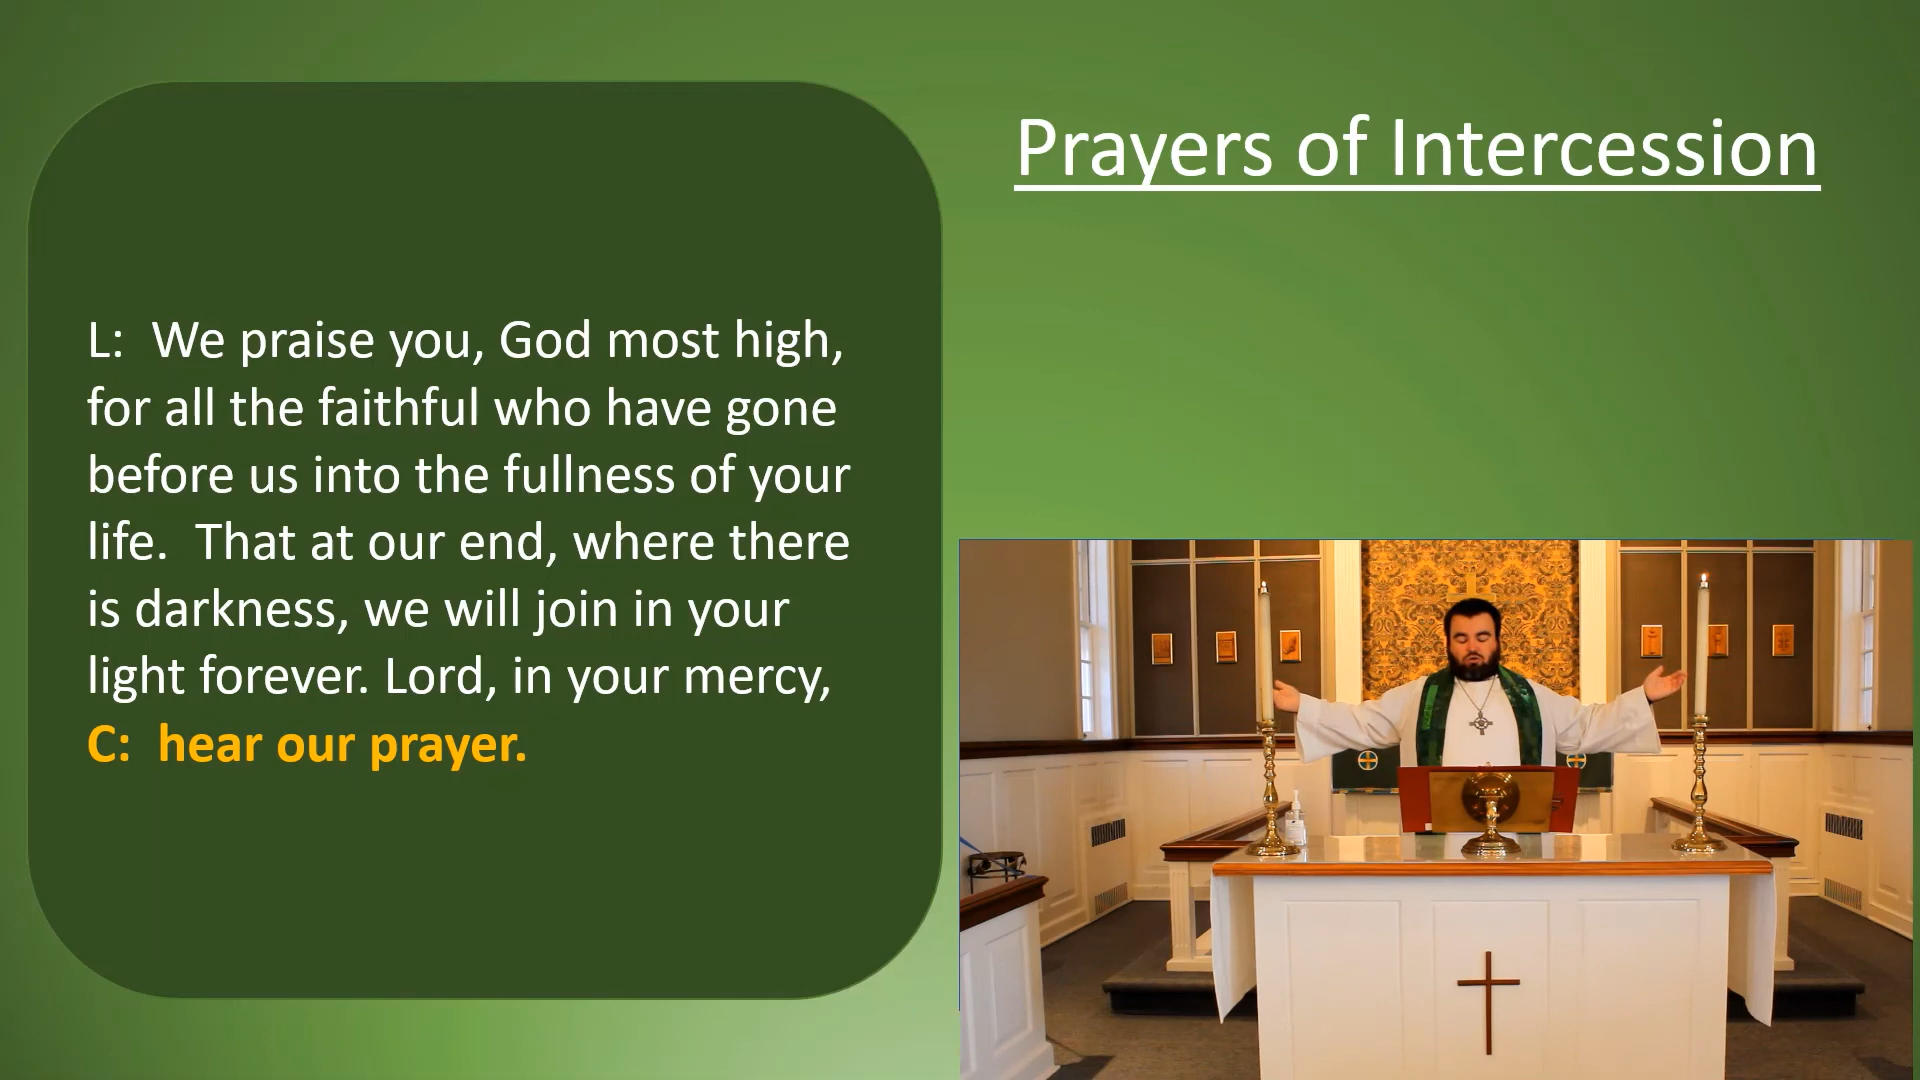 Prayers of Intercession
L:  We praise you, God most high,
for all the faithful who have gone
before us into the fullness of your
life.  That at our end, where there
is darkness, we will join in your
light forever. Lord, in your mercy,
C:  hear our prayer.